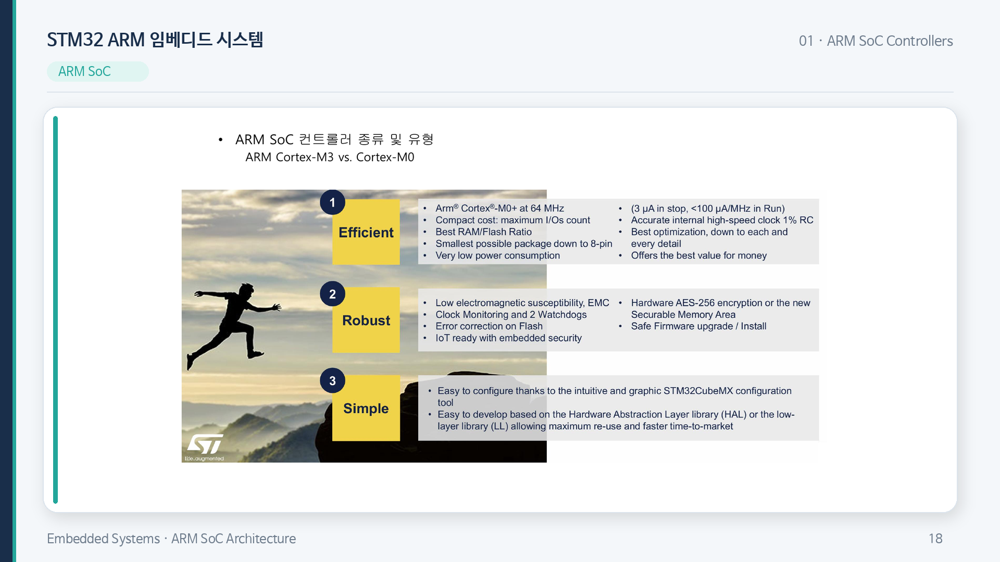 STM32 ARM 임베디드 시스템
01 · ARM SoC Controllers
ARM SoC
• ARM SoC 컨트롤러 종류 및 유형
ARM Cortex-M3 vs. Cortex-M0
1
Efficient
• Arm® Cortex®-M0+ at 64 MHz
• Compact cost: maximum I/Os count
• Best RAM/Flash Ratio
• Smallest possible package down to 8-pin
• Very low power consumption
• (3 µA in stop, <100 µA/MHz in Run)
• Accurate internal high-speed clock 1% RC
• Best optimization, down to each and
every detail
• Offers the best value for money
2
Robust
• Low electromagnetic susceptibility, EMC
• Clock Monitoring and 2 Watchdogs
• Error correction on Flash
• IoT ready with embedded security
• Hardware AES-256 encryption or the new
Securable Memory Area
• Safe Firmware upgrade / Install
3
Simple
• Easy to configure thanks to the intuitive and graphic STM32CubeMX configuration
tool
• Easy to develop based on the Hardware Abstraction Layer library (HAL) or the low-
layer library (LL) allowing maximum re-use and faster time-to-market
ST
life.augmented
Embedded Systems · ARM SoC Architecture
18